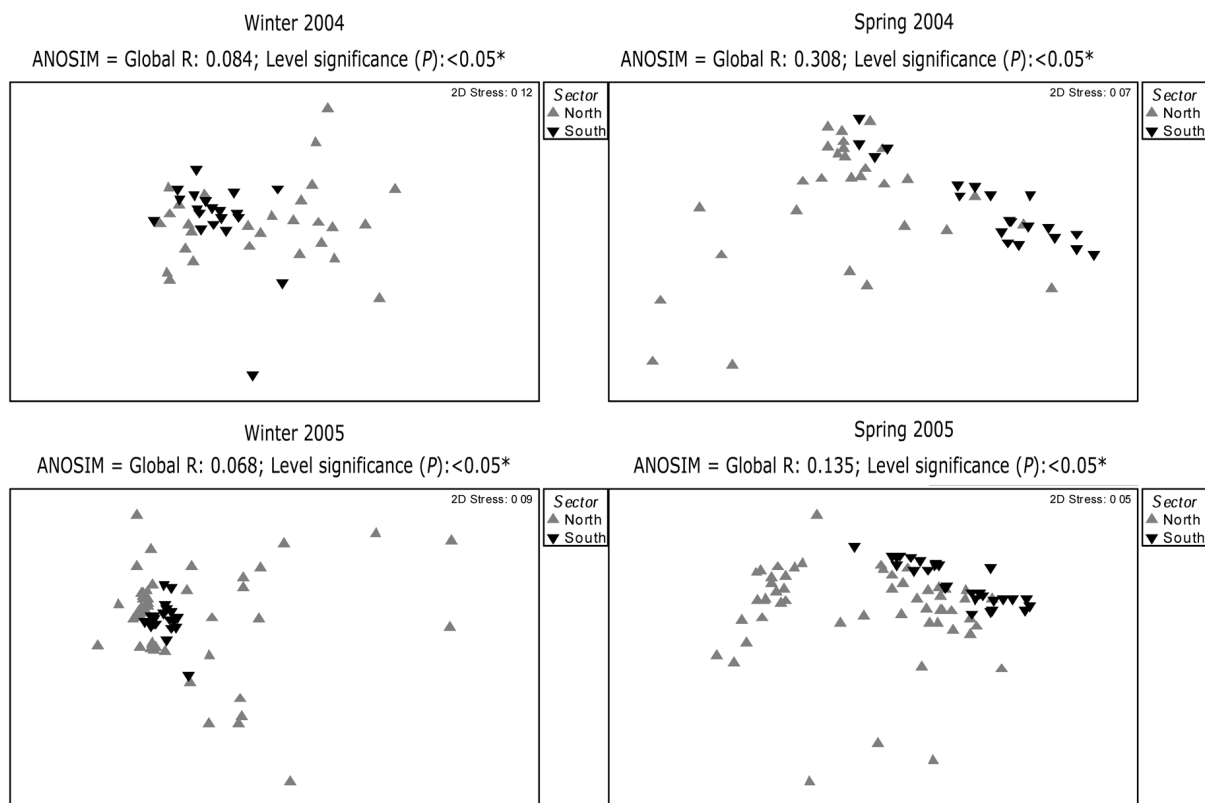 Winter 2004
ANOSIM = Global R: 0.084; Level significance (P):<0.05*
2D Stress: 0 12
Sector
North
South
Spring 2004
ANOSIM = Global R: 0.308; Level significance (P):<0.05*
2D Stress: 0 07
Sector
North
South
Winter 2005
ANOSIM = Global R: 0.068; Level significance (P):<0.05*
2D Stress: 0 09
Sector
North
South
Spring 2005
ANOSIM = Global R: 0.135; Level significance (P):<0.05*
2D Stress: 0 05
Sector
North
South